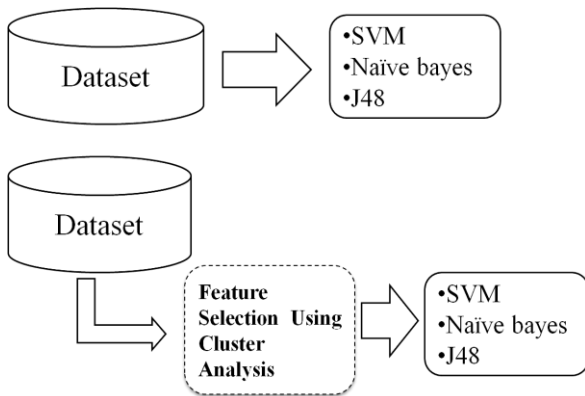 Dataset
•SVM
•Naïve bayes
•J48
Dataset
Feature
Selection Using
Cluster
Analysis
•SVM
•Naïve bayes
•J48